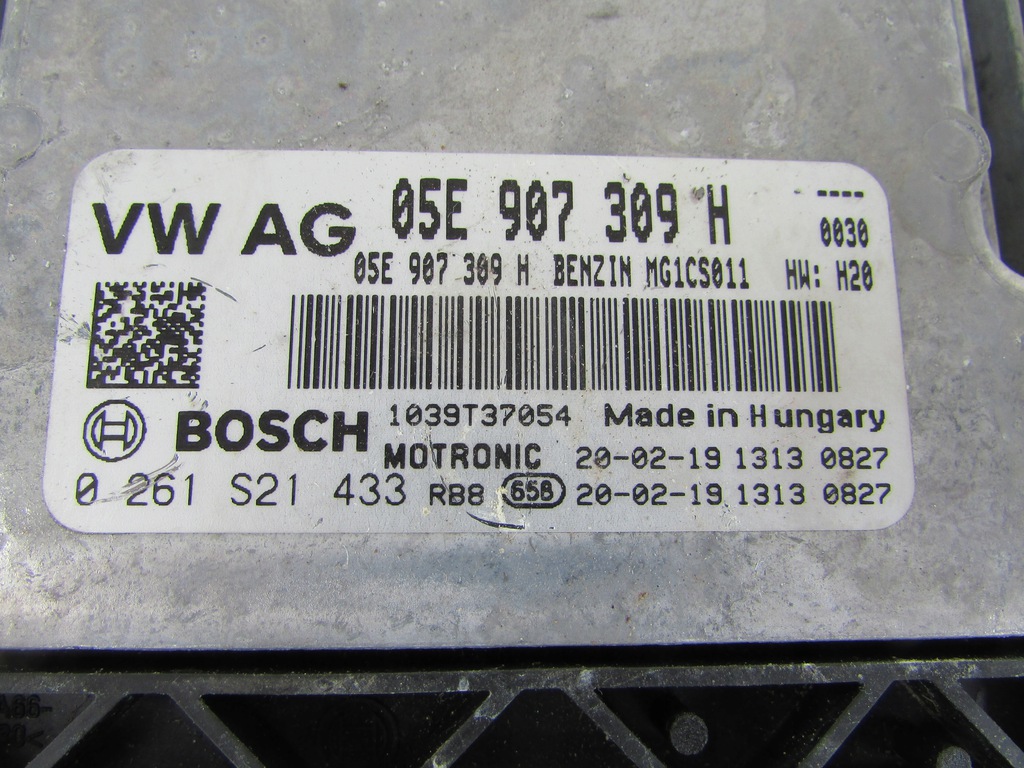 VW AG 05E 907 309 H ----
0030
05E 907 309 H BENZIN MG1CS011 HW: H20
BOSCH 1039T37054 Made in Hungary
MOTRONIC 20-02-19 1313 0827
0 261 S21 433 RB8 658 20-02-19 1313 0827